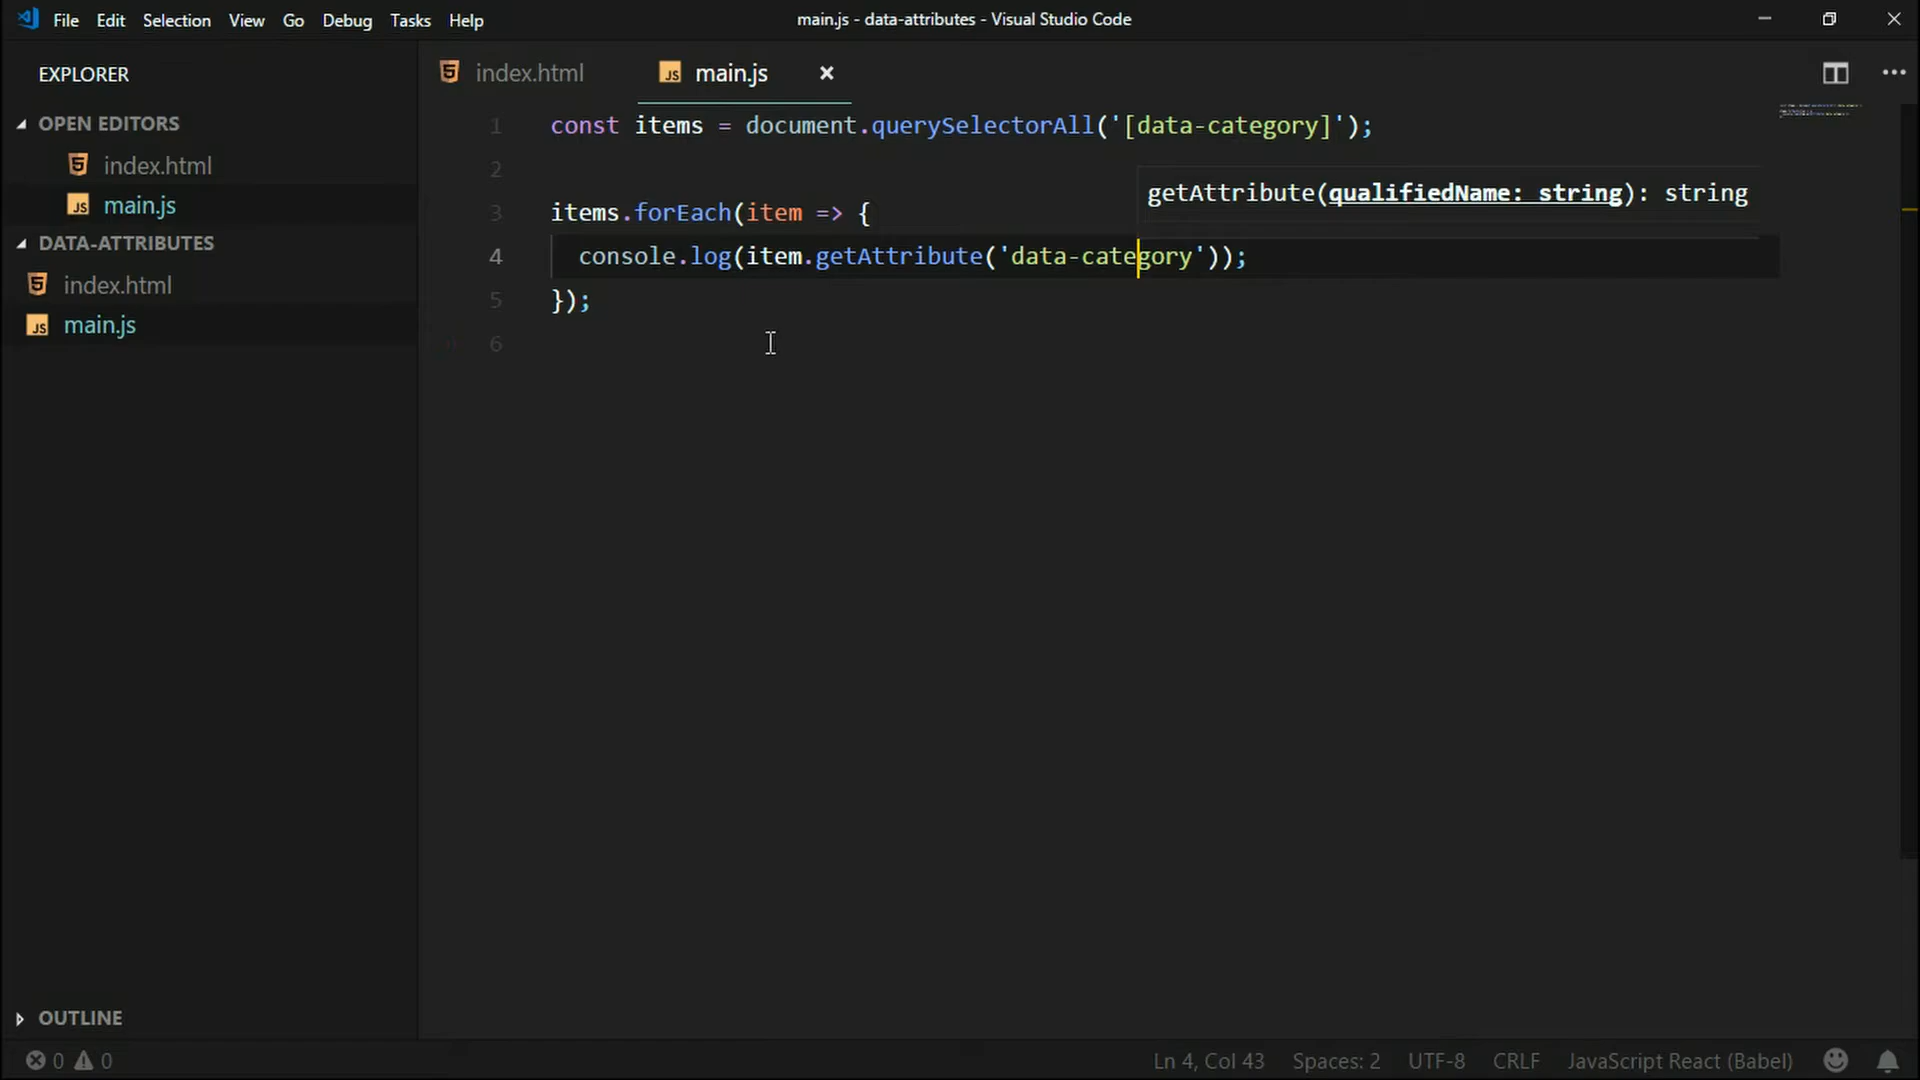 File Edit Selection View Go Debug Tasks Help
main.js - data-attributes - Visual Studio Code
EXPLORER
OPEN EDITORS
index.html
JS main.js
DATA-ATTRIBUTES
index.html
JS main.js
OUTLINE
index.html
JS main.js
1 const items = document.querySelectorAll('[data-category]');
2
getAttribute(qualifiedName: string): string
3 items.forEach(item => {
4 console.log(item.getAttribute('data-category'));
5 });
6
0 0
Ln 4, Col 43 Spaces: 2 UTF-8 CRLF JavaScript React (Babel)